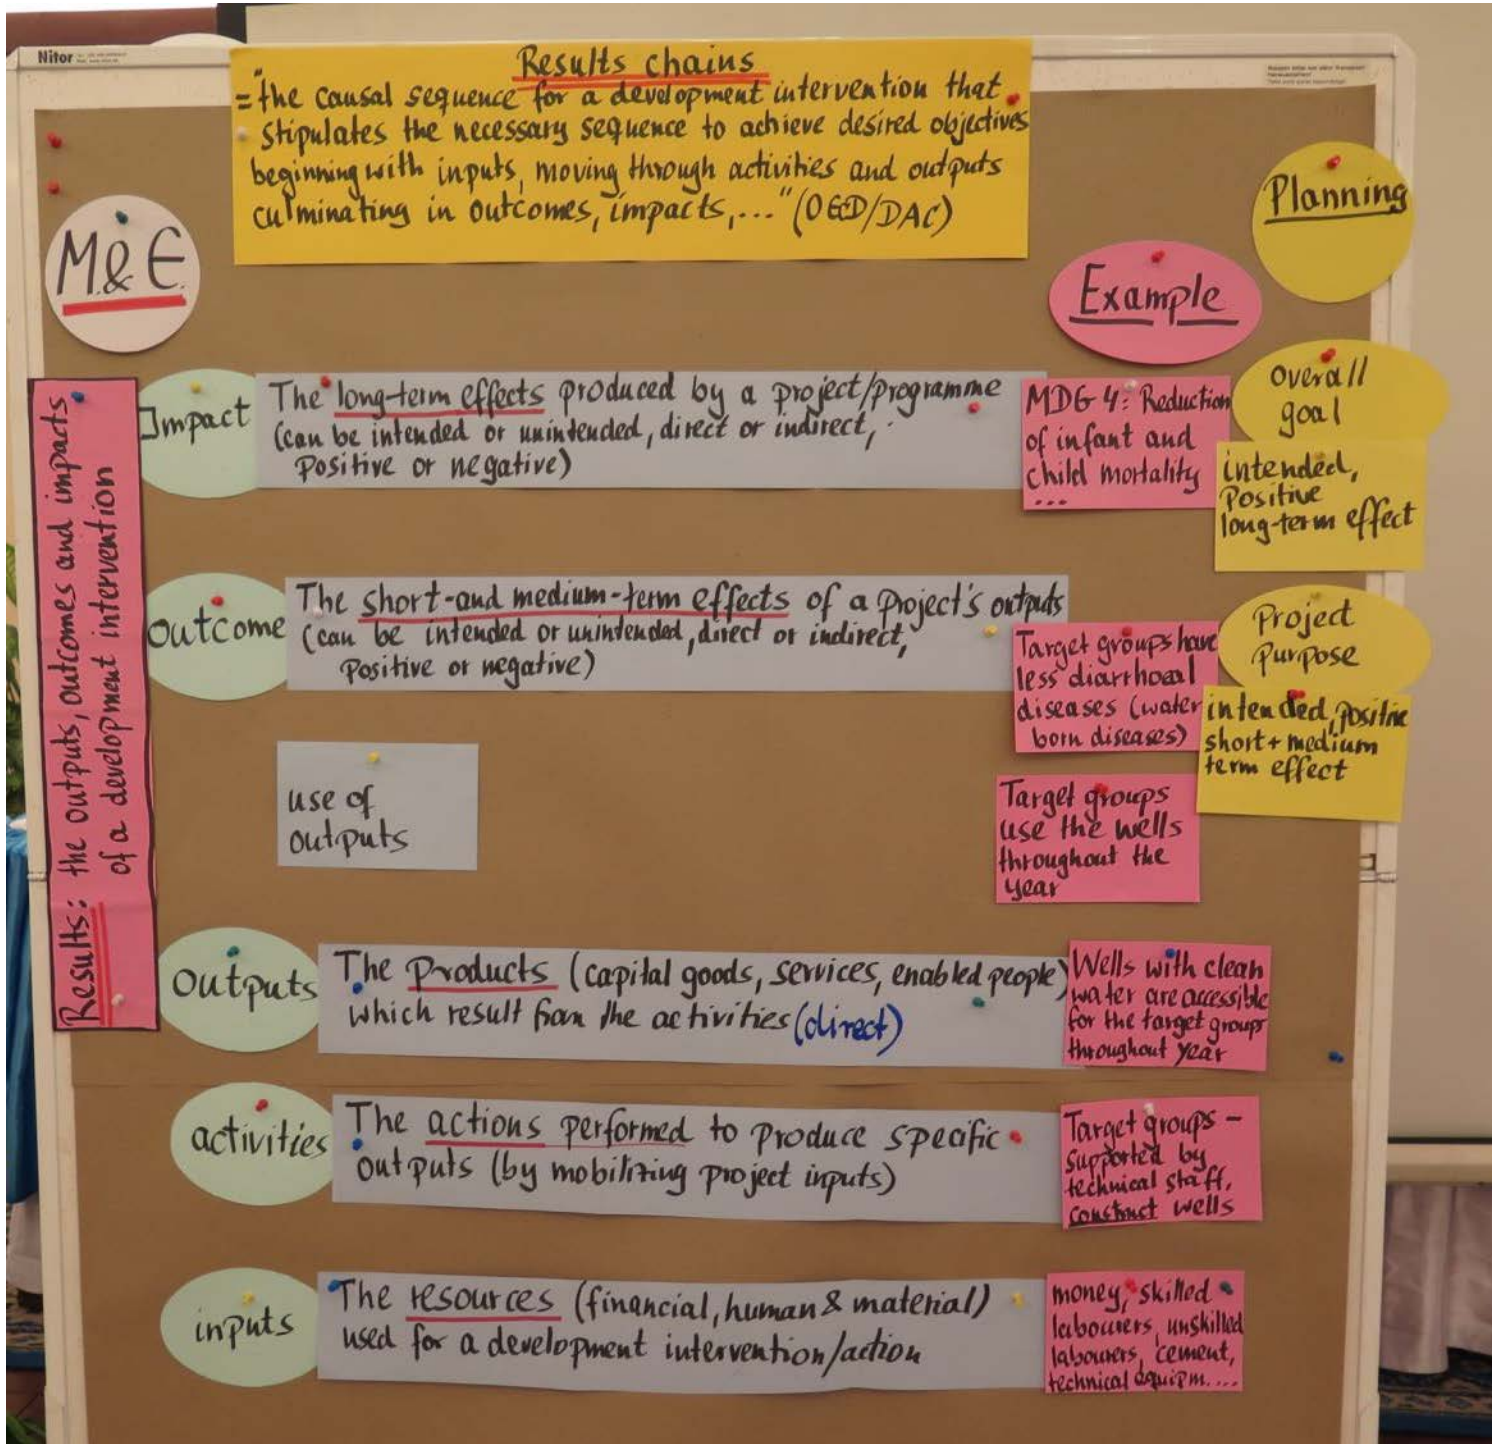 Nitor
Results chains
= "the causal sequence for a development intervention that
stipulates the necessary sequence to achieve desired objectives
beginning with inputs, moving through activities and outputs
culminating in outcomes, impacts,..." (OECD/DAC)
M&E.
Planning
Example
Results: the outputs, outcomes and impacts
of a development intervention
Impact
The long-term effects produced by a project/programme
(can be intended or unintended, direct or indirect,
Positive or negative)
MDG 4: Reduction
of infant and
child mortality
...
Overall
goal
intended,
Positive
long-term effect
Outcome
The short-and medium-term effects of a project's outputs
(can be intended or unintended, direct or indirect,
Positive or negative)
Target groups have
less diarrhoeal
diseases (water
born diseases)
Project
Purpose
intended, positive
short + medium
term effect
use of
outputs
Target groups
use the wells
throughout the
year
Outputs
The Products (capital goods, services, enabled people)
which result from the activities (direct)
Wells with clean
water are accessible
for the target groups
throughout year
activities
The actions performed to produce specific
outputs (by mobilizing project inputs)
Target groups -
supported by
technical staff,
construct wells
inputs
The resources (financial, human & material)
used for a development intervention/action
money, skilled
labourers, unskilled
labourers, cement,
technical equipm....